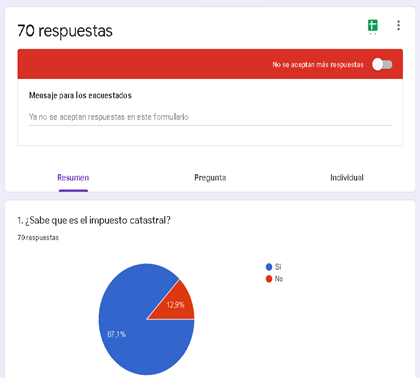 70 respuestas
No se aceptan más respuestas
Mensaje para los encuestados
Ya no se aceptan respuestas en este formulario
Resumen
Pregunta
Individual
1. ¿Sabe que es el impuesto catastral?
70 respuestas
Sí
No
12,9%
87,1%